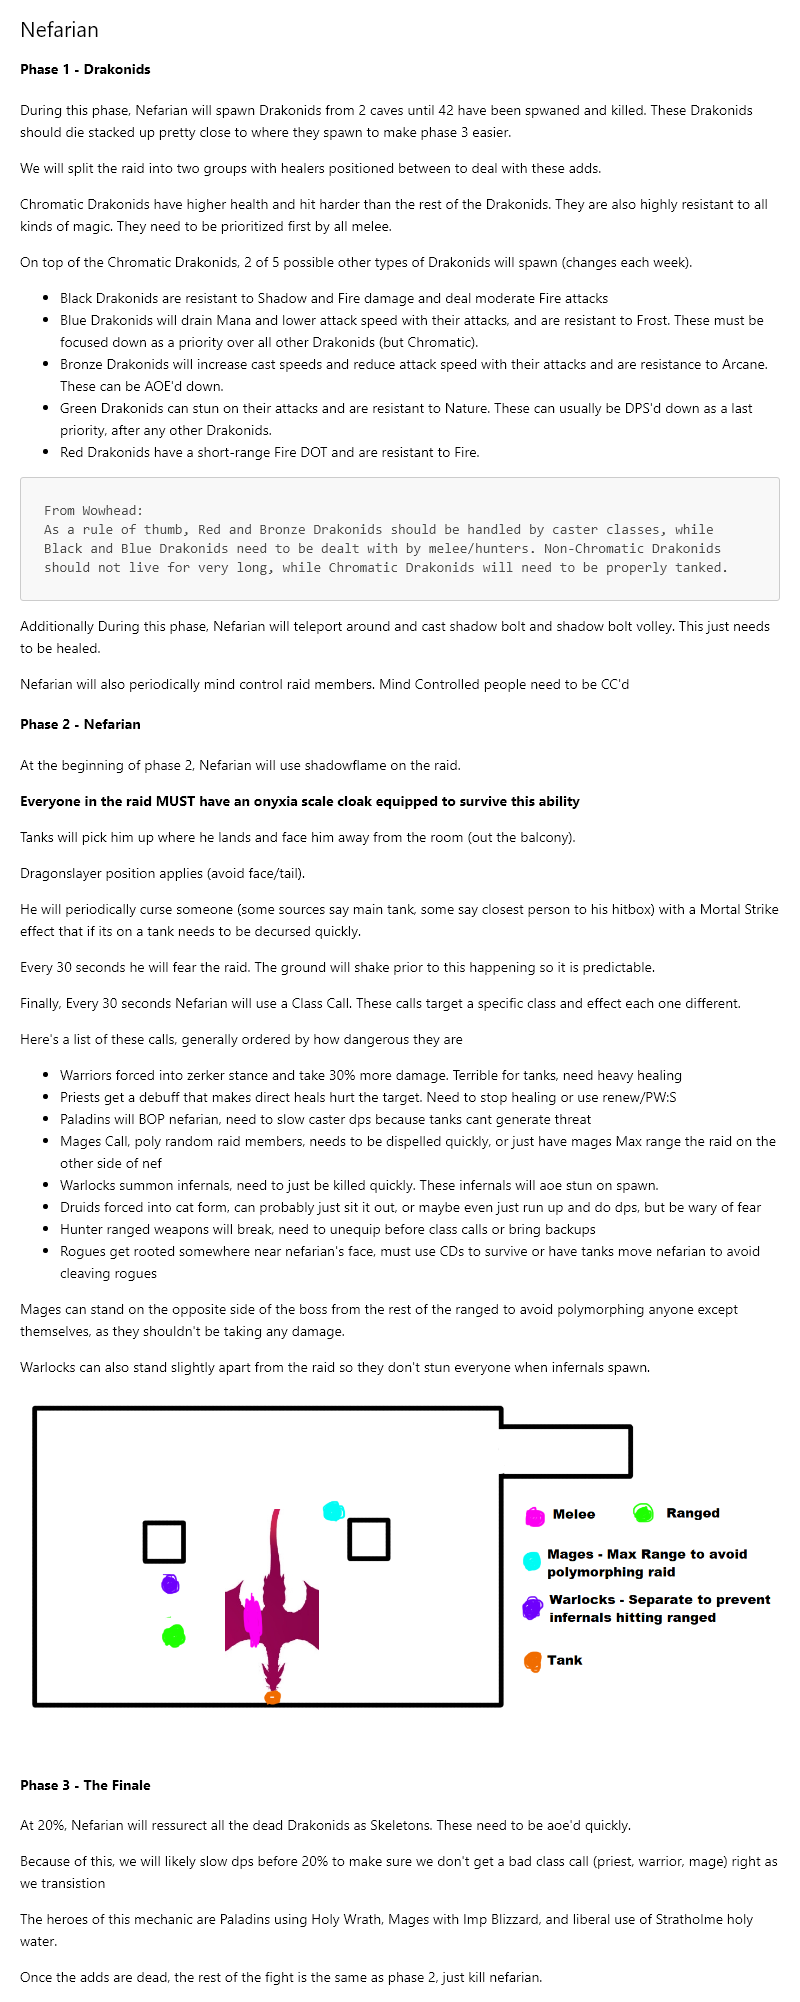 Nefarian
Phase 1 - Drakonids
During this phase, Nefarian will spawn Drakonids from 2 caves until 42 have been spwaned and killed. These Drakonids
should die stacked up pretty close to where they spawn to make phase 3 easier.
We will split the raid into two groups with healers positioned between to deal with these adds.
Chromatic Drakonids have higher health and hit harder than the rest of the Drakonids. They are also highly resistant to all
kinds of magic. They need to be prioritized first by all melee.
On top of the Chromatic Drakonids, 2 of 5 possible other types of Drakonids will spawn (changes each week).
• Black Drakonids are resistant to Shadow and Fire damage and deal moderate Fire attacks
• Blue Drakonids will drain Mana and lower attack speed with their attacks, and are resistant to Frost. These must be
focused down as a priority over all other Drakonids (but Chromatic).
• Bronze Drakonids will increase cast speeds and reduce attack speed with their attacks and are resistance to Arcane.
These can be AOE'd down.
• Green Drakonids can stun on their attacks and are resistant to Nature. These can usually be DPS'd down as a last
priority, after any other Drakonids.
• Red Drakonids have a short-range Fire DOT and are resistant to Fire.
From Wowhead:
As a rule of thumb, Red and Bronze Drakonids should be handled by caster classes, while
Black and Blue Drakonids need to be dealt with by melee/hunters. Non-Chromatic Drakonids
should not live for very long, while Chromatic Drakonids will need to be properly tanked.
Additionally During this phase, Nefarian will teleport around and cast shadow bolt and shadow bolt volley. This just needs
to be healed.
Nefarian will also periodically mind control raid members. Mind Controlled people need to be CC'd
Phase 2 - Nefarian
At the beginning of phase 2, Nefarian will use shadowflame on the raid.
Everyone in the raid MUST have an onyxia scale cloak equipped to survive this ability
Tanks will pick him up where he lands and face him away from the room (out the balcony).
Dragonslayer position applies (avoid face/tail).
He will periodically curse someone (some sources say main tank, some say closest person to his hitbox) with a Mortal Strike
effect that if its on a tank needs to be decursed quickly.
Every 30 seconds he will fear the raid. The ground will shake prior to this happening so it is predictable.
Finally, Every 30 seconds Nefarian will use a Class Call. These calls target a specific class and effect each one different.
Here's a list of these calls, generally ordered by how dangerous they are
• Warriors forced into zerker stance and take 30% more damage. Terrible for tanks, need heavy healing
• Priests get a debuff that makes direct heals hurt the target. Need to stop healing or use renew/PW:S
• Paladins will BOP nefarian, need to slow caster dps because tanks cant generate threat
• Mages Call, poly random raid members, needs to be dispelled quickly, or just have mages Max range the raid on the
other side of nef
• Warlocks summon infernals, need to just be killed quickly. These infernals will aoe stun on spawn.
• Druids forced into cat form, can probably just sit it out, or maybe even just run up and do dps, but be wary of fear
• Hunter ranged weapons will break, need to unequip before class calls or bring backups
• Rogues get rooted somewhere near nefarian's face, must use CDs to survive or have tanks move nefarian to avoid
cleaving rogues
Mages can stand on the opposite side of the boss from the rest of the ranged to avoid polymorphing anyone except
themselves, as they shouldn't be taking any damage.
Warlocks can also stand slightly apart from the raid so they don't stun everyone when infernals spawn.
Melee
Ranged
Mages - Max Range to avoid
polymorphing raid
Warlocks - Separate to prevent
infernals hitting ranged
Tank
Phase 3 - The Finale
At 20%, Nefarian will ressurect all the dead Drakonids as Skeletons. These need to be aoe'd quickly.
Because of this, we will likely slow dps before 20% to make sure we don't get a bad class call (priest, warrior, mage) right as
we transistion
The heroes of this mechanic are Paladins using Holy Wrath, Mages with Imp Blizzard, and liberal use of Stratholme holy
water.
Once the adds are dead, the rest of the fight is the same as phase 2, just kill nefarian.